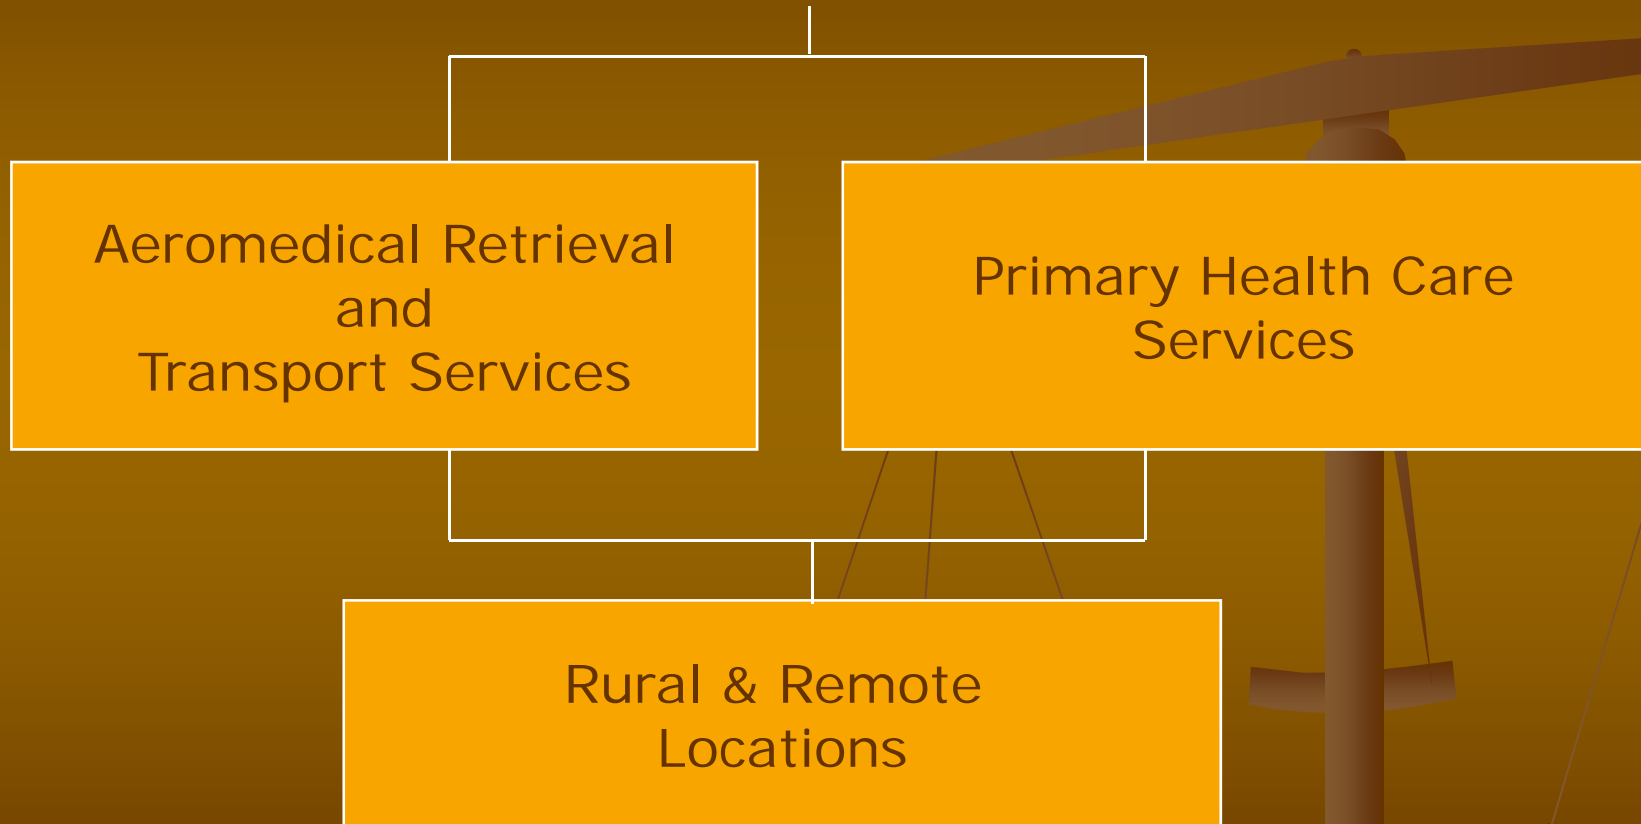 Aeromedical Retrieval
and
Transport Services
Primary Health Care
Services
Rural & Remote
Locations